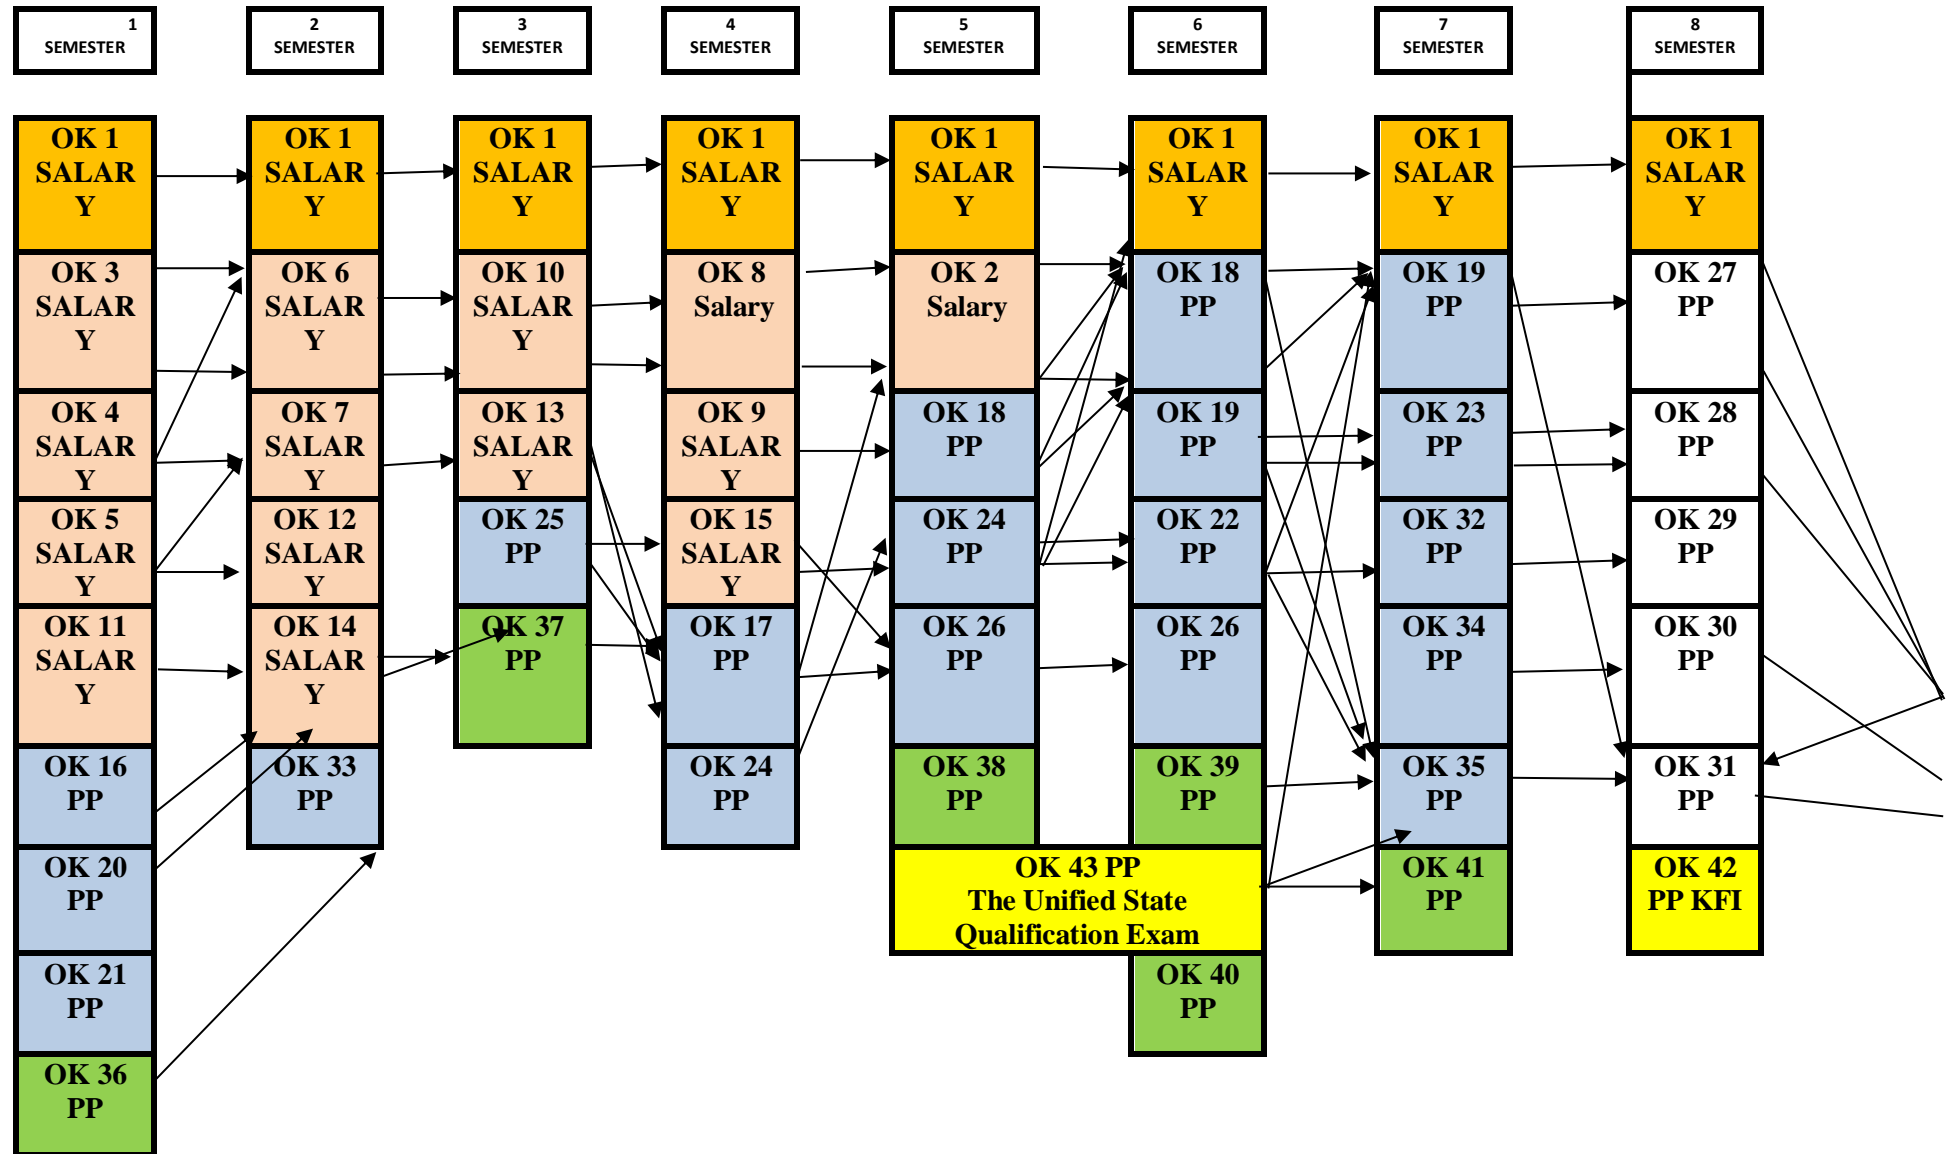 1
SEMESTER
2
SEMESTER
3
SEMESTER
4
SEMESTER
5
SEMESTER
6
SEMESTER
7
SEMESTER
8
SEMESTER
OK 1
SALAR
Y
OK 3
SALAR
Y
OK 4
SALAR
Y
OK 5
SALAR
Y
OK 11
SALAR
Y
OK 16
PP
OK 20
PP
OK 21
PP
OK 36
PP
OK 1
SALAR
Y
OK 6
SALAR
Y
OK 7
SALAR
Y
OK 12
SALAR
Y
OK 14
SALAR
Y
OK 33
PP
OK 1
SALAR
Y
OK 10
SALAR
Y
OK 13
SALAR
Y
OK 25
PP
OK 37
PP
OK 1
SALAR
Y
OK 8
Salary
OK 9
SALAR
Y
OK 15
SALAR
Y
OK 17
PP
OK 24
PP
OK 1
SALAR
Y
OK 2
Salary
OK 18
PP
OK 24
PP
OK 26
PP
OK 38
PP
OK 43 PP
The Unified State
Qualification Exam
OK 1
SALAR
Y
OK 18
PP
OK 19
PP
OK 22
PP
OK 26
PP
OK 39
PP
OK 40
PP
OK 1
SALAR
Y
OK 19
PP
OK 23
PP
OK 32
PP
OK 34
PP
OK 35
PP
OK 41
PP
OK 1
SALAR
Y
OK 27
PP
OK 28
PP
OK 29
PP
OK 30
PP
OK 31
PP
OK 42
PP KFI